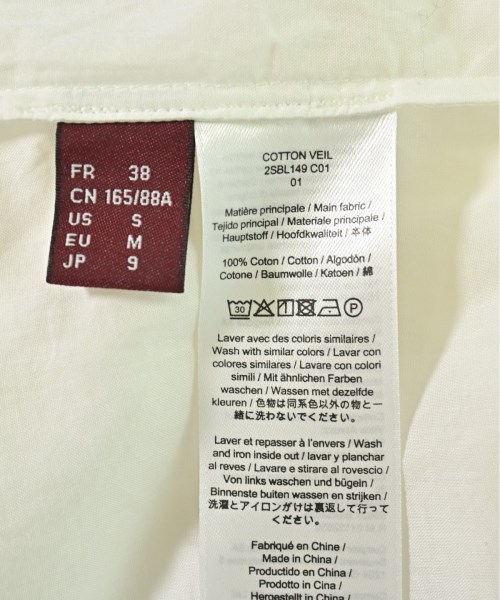 FR 38
CN 165/88A
US S
EU M
JP 9
COTTON VEIL
2SBL149 C01
01
Matière principale / Main fabric /
Tejido principal / Materiale principale /
Hauptstoff / Hoofdkwaliteit / 本体
100% Coton / Cotton / Algodón /
Cotone / Baumwolle / Katoen / 綿
30
P
Laver avec des coloris similaires /
Wash with similar colors / Lavar con
colores similares / Lavare con colori
simili / Mit ähnlichen Farben
waschen / Wassen met dezelfde
kleuren / 色物は同系色以外の物と一
緒に洗わないでください。
Laver et repasser à l'envers / Wash
and iron inside out / lavar y planchar
al reves / Lavare e stirare al rovescio /
Von links waschen und bügeln /
Binnenste buiten wassen en strijken /
洗濯とアイロンがけは裏返して行って
ください。
Fabriqué en Chine /
Made in China /
Producido en China /
Prodotto in Cina /
Hergestellt in China /